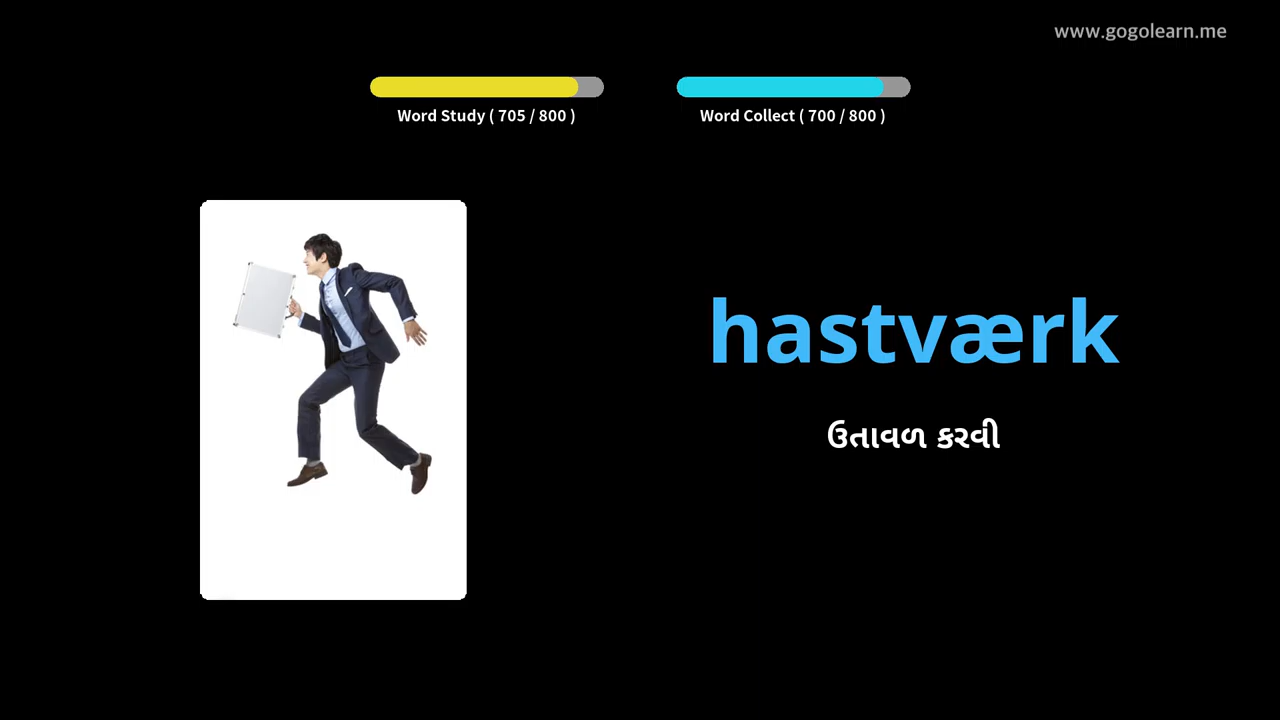 www.gogolearn.me
Word Study ( 705 / 800 )
Word Collect ( 700 / 800 )
hastværk
ઉતાવળ કરવી